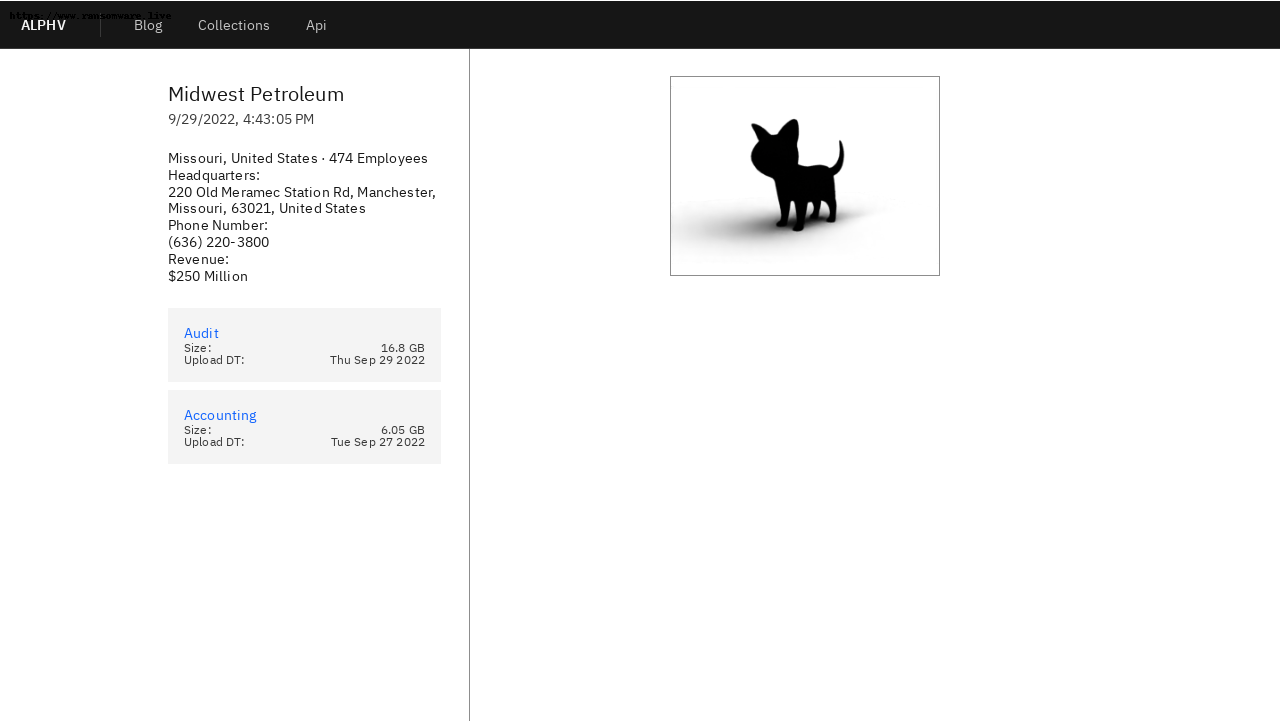 https://www.ransomware.live
ALPHV
Blog
Collections
Api
Midwest Petroleum
9/29/2022, 4:43:05 PM
Missouri, United States · 474 Employees
Headquarters:
220 Old Meramec Station Rd, Manchester,
Missouri, 63021, United States
Phone Number:
(636) 220-3800
Revenue:
$250 Million
Audit
Size: 16.8 GB
Upload DT: Thu Sep 29 2022
Accounting
Size: 6.05 GB
Upload DT: Tue Sep 27 2022